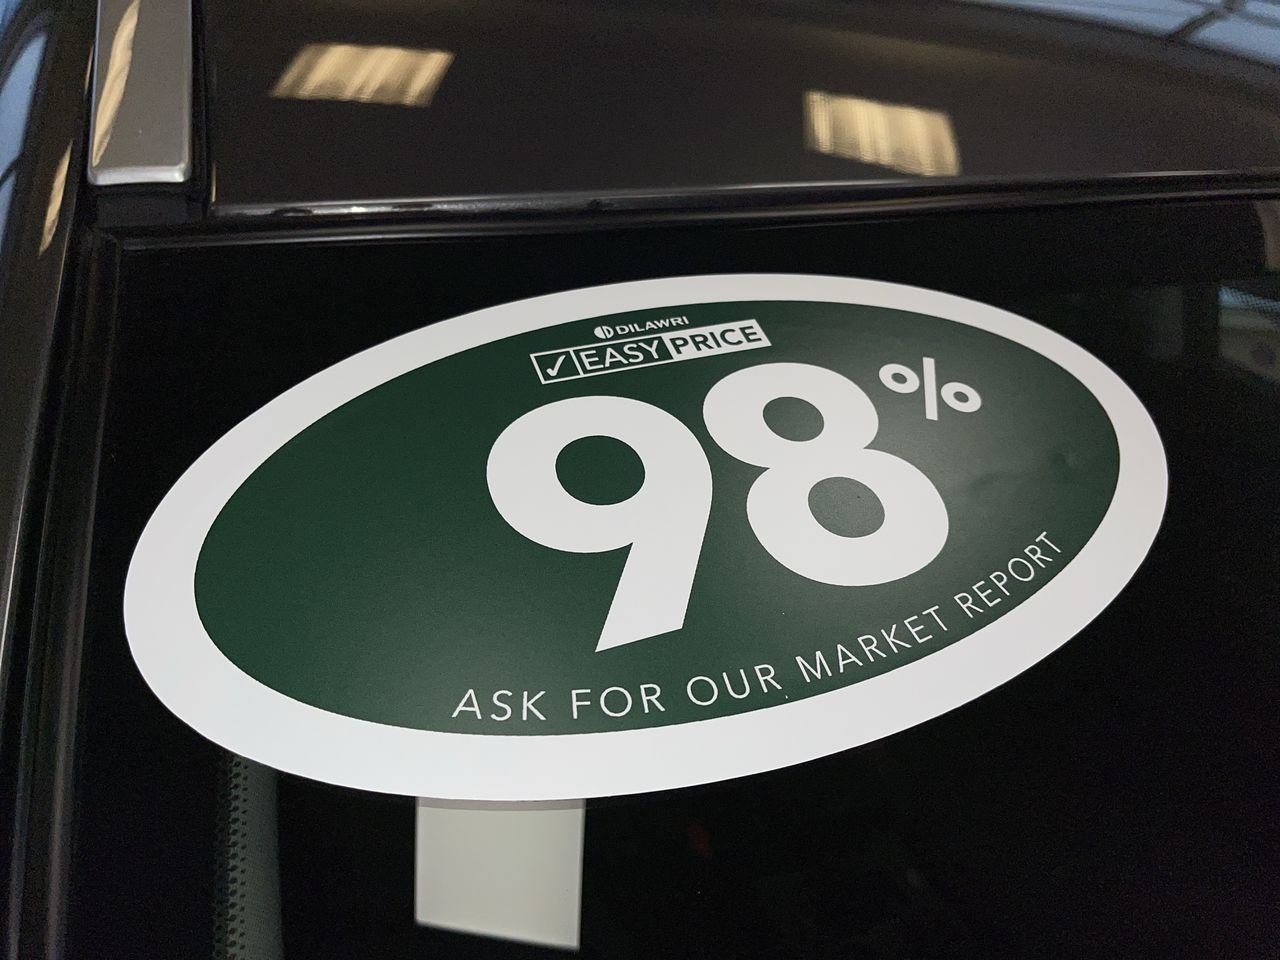 DILAWRI
✓ EASY PRICE
98%
ASK FOR OUR MARKET REPORT